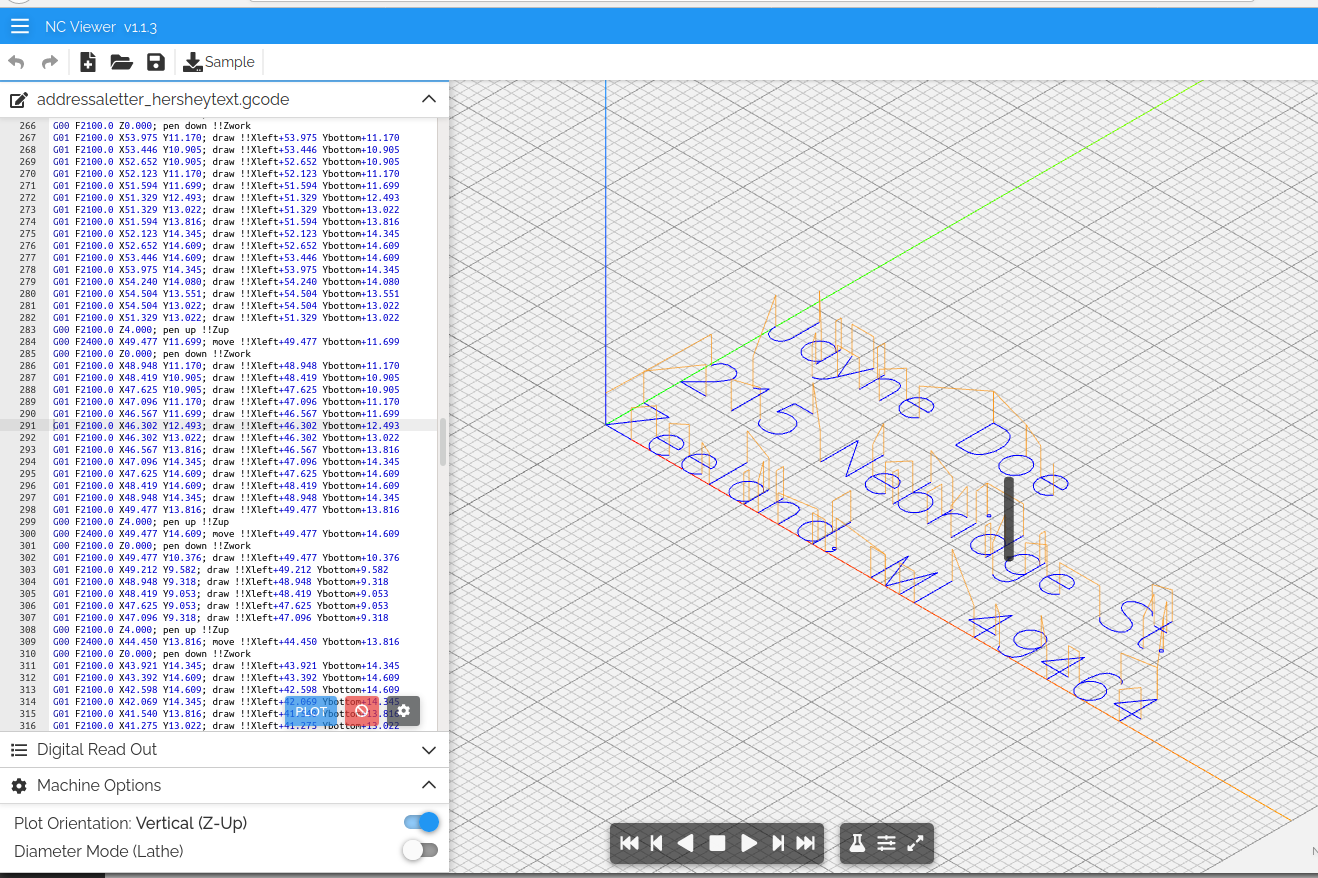 NC Viewer v1.1.3
Sample
addressaletter_hersheytext.gcode
266 G00 F2100.0 Z0.000; pen down !!Zwork
267 G01 F2100.0 X53.975 Y11.170; draw !!Xleft+53.975 Ybottom+11.170
268 G01 F2100.0 X53.446 Y10.905; draw !!Xleft+53.446 Ybottom+10.905
269 G01 F2100.0 X52.652 Y10.905; draw !!Xleft+52.652 Ybottom+10.905
270 G01 F2100.0 X52.123 Y11.170; draw !!Xleft+52.123 Ybottom+11.170
271 G01 F2100.0 X51.594 Y11.699; draw !!Xleft+51.594 Ybottom+11.699
272 G01 F2100.0 X51.329 Y12.493; draw !!Xleft+51.329 Ybottom+12.493
273 G01 F2100.0 X51.329 Y13.022; draw !!Xleft+51.329 Ybottom+13.022
274 G01 F2100.0 X51.594 Y13.816; draw !!Xleft+51.594 Ybottom+13.816
275 G01 F2100.0 X52.123 Y14.345; draw !!Xleft+52.123 Ybottom+14.345
276 G01 F2100.0 X52.652 Y14.609; draw !!Xleft+52.652 Ybottom+14.609
277 G01 F2100.0 X53.446 Y14.609; draw !!Xleft+53.446 Ybottom+14.609
278 G01 F2100.0 X53.975 Y14.345; draw !!Xleft+53.975 Ybottom+14.345
279 G01 F2100.0 X54.240 Y14.080; draw !!Xleft+54.240 Ybottom+14.080
280 G01 F2100.0 X54.504 Y13.551; draw !!Xleft+54.504 Ybottom+13.551
281 G01 F2100.0 X54.504 Y13.022; draw !!Xleft+54.504 Ybottom+13.022
282 G01 F2100.0 X51.329 Y13.022; draw !!Xleft+51.329 Ybottom+13.022
283 G00 F2100.0 Z4.000; pen up !!Zup
284 G00 F2400.0 X49.477 Y11.699; move !!Xleft+49.477 Ybottom+11.699
285 G00 F2100.0 Z0.000; pen down !!Zwork
286 G01 F2100.0 X48.948 Y11.170; draw !!Xleft+48.948 Ybottom+11.170
287 G01 F2100.0 X48.419 Y10.905; draw !!Xleft+48.419 Ybottom+10.905
288 G01 F2100.0 X47.625 Y10.905; draw !!Xleft+47.625 Ybottom+10.905
289 G01 F2100.0 X47.096 Y11.170; draw !!Xleft+47.096 Ybottom+11.170
290 G01 F2100.0 X46.567 Y11.699; draw !!Xleft+46.567 Ybottom+11.699
291 G01 F2100.0 X46.302 Y12.493; draw !!Xleft+46.302 Ybottom+12.493
292 G01 F2100.0 X46.302 Y13.022; draw !!Xleft+46.302 Ybottom+13.022
293 G01 F2100.0 X46.567 Y13.816; draw !!Xleft+46.567 Ybottom+13.816
294 G01 F2100.0 X47.096 Y14.345; draw !!Xleft+47.096 Ybottom+14.345
295 G01 F2100.0 X47.625 Y14.609; draw !!Xleft+47.625 Ybottom+14.609
296 G01 F2100.0 X48.419 Y14.609; draw !!Xleft+48.419 Ybottom+14.609
297 G01 F2100.0 X48.948 Y14.345; draw !!Xleft+48.948 Ybottom+14.345
298 G01 F2100.0 X49.477 Y13.816; draw !!Xleft+49.477 Ybottom+13.816
299 G00 F2100.0 Z4.000; pen up !!Zup
300 G00 F2400.0 X49.477 Y14.609; move !!Xleft+49.477 Ybottom+14.609
301 G00 F2100.0 Z0.000; pen down !!Zwork
302 G01 F2100.0 X49.477 Y10.376; draw !!Xleft+49.477 Ybottom+10.376
303 G01 F2100.0 X49.212 Y9.582; draw !!Xleft+49.212 Ybottom+9.582
304 G01 F2100.0 X48.948 Y9.318; draw !!Xleft+48.948 Ybottom+9.318
305 G01 F2100.0 X48.419 Y9.053; draw !!Xleft+48.419 Ybottom+9.053
306 G01 F2100.0 X47.625 Y9.053; draw !!Xleft+47.625 Ybottom+9.053
307 G01 F2100.0 X47.096 Y9.318; draw !!Xleft+47.096 Ybottom+9.318
308 G00 F2100.0 Z4.000; pen up !!Zup
309 G00 F2400.0 X44.450 Y13.816; move !!Xleft+44.450 Ybottom+13.816
310 G00 F2100.0 Z0.000; pen down !!Zwork
311 G01 F2100.0 X43.921 Y14.345; draw !!Xleft+43.921 Ybottom+14.345
312 G01 F2100.0 X43.392 Y14.609; draw !!Xleft+43.392 Ybottom+14.609
313 G01 F2100.0 X42.598 Y14.609; draw !!Xleft+42.598 Ybottom+14.609
314 G01 F2100.0 X42.069 Y14.345; draw !!Xleft+42.069 Ybottom+14.345
315 G01 F2100.0 X41.540 Y13.816; draw !!Xleft+41.540 Ybottom+13.816
316 G01 F2100.0 X41.275 Y13.022; draw !!Xleft+41.275 Ybottom+13.022
PLOT
Digital Read Out
Machine Options
Plot Orientation: Vertical (Z-Up)
Diameter Mode (Lathe)
Jayne Doe
215 St.
Zeeland, MI 49464